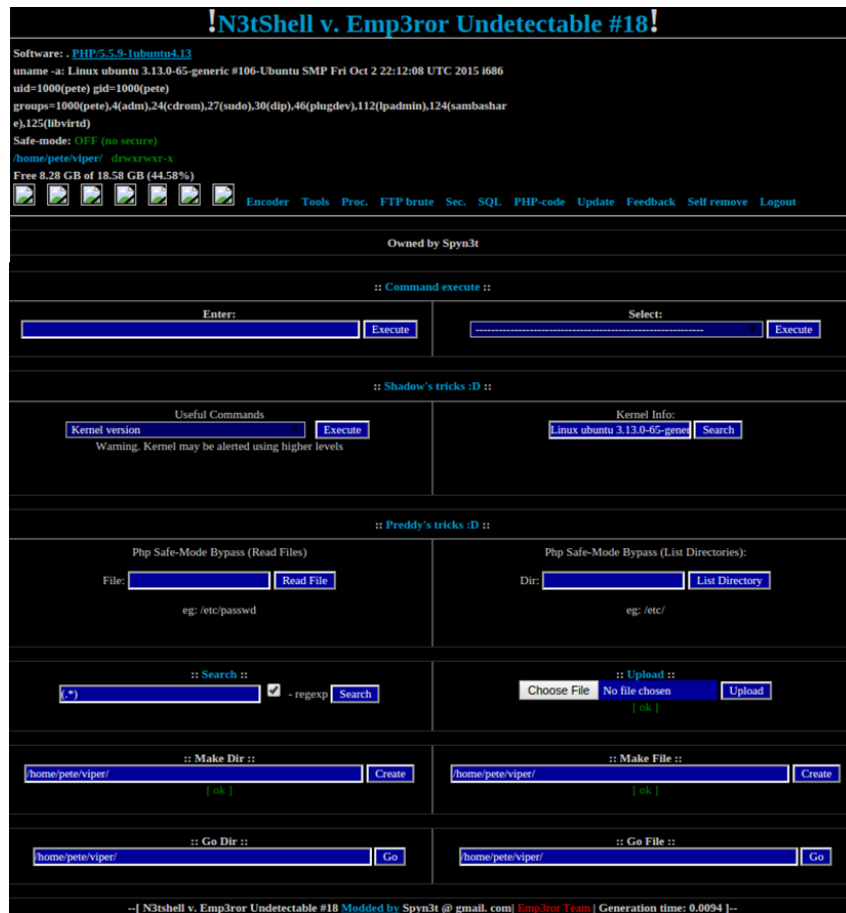 !N3tShell v. Emp3ror Undetectable #18!
Software: . PHP/5.5.9-1ubuntu4.13
uname -a: Linux ubuntu 3.13.0-65-generic #106-Ubuntu SMP Fri Oct 2 22:12:08 UTC 2015 i686
uid=1000(pete) gid=1000(pete)
groups=1000(pete),4(adm),24(cdrom),27(sudo),30(dip),46(plugdev),112(lpadmin),124(sambashar
e),125(libvirtd)
Safe-mode: OFF (no secure)
/home/pete/viper/ drwxrwxr-x
Free 8.28 GB of 18.58 GB (44.58%)
Encoder Tools Proc. FTP brute Sec. SQL PHP-code Update Feedback Self remove Logout
Owned by Spyn3t
:: Command execute ::
Enter:
Execute
Select:
------------------------------------------------------------ Execute
:: Shadow's tricks :D ::
Useful Commands
Kernel version Execute
Warning. Kernel may be alerted using higher levels
Kernel Info:
Linux ubuntu 3.13.0-65-gener Search
:: Preddy's tricks :D ::
Php Safe-Mode Bypass (Read Files)
File: Read File
eg: /etc/passwd
Php Safe-Mode Bypass (List Directories):
Dir: List Directory
eg: /etc/
:: Search ::
(.*) - regexp Search
:: Upload ::
Choose File No file chosen Upload
[ ok ]
:: Make Dir ::
/home/pete/viper/ Create
[ ok ]
:: Make File ::
/home/pete/viper/ Create
[ ok ]
:: Go Dir ::
/home/pete/viper/ Go
:: Go File ::
/home/pete/viper/ Go
--[ N3tshell v. Emp3ror Undetectable #18 Modded by Spyn3t @ gmail. com| Emp3ror Team | Generation time: 0.0094 ]--